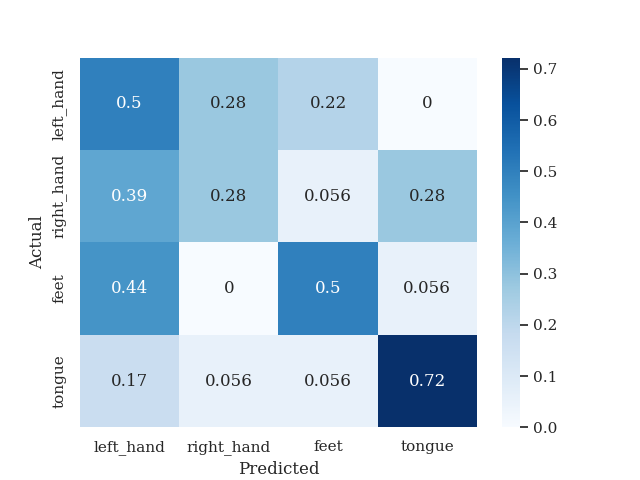 left_hand 0.5 0.28 0.22 0
right_hand 0.39 0.28 0.056 0.28
feet 0.44 0 0.5 0.056
tongue 0.17 0.056 0.056 0.72
Actual
left_hand right_hand feet tongue
Predicted
0.7
0.6
0.5
0.4
0.3
0.2
0.1
0.0